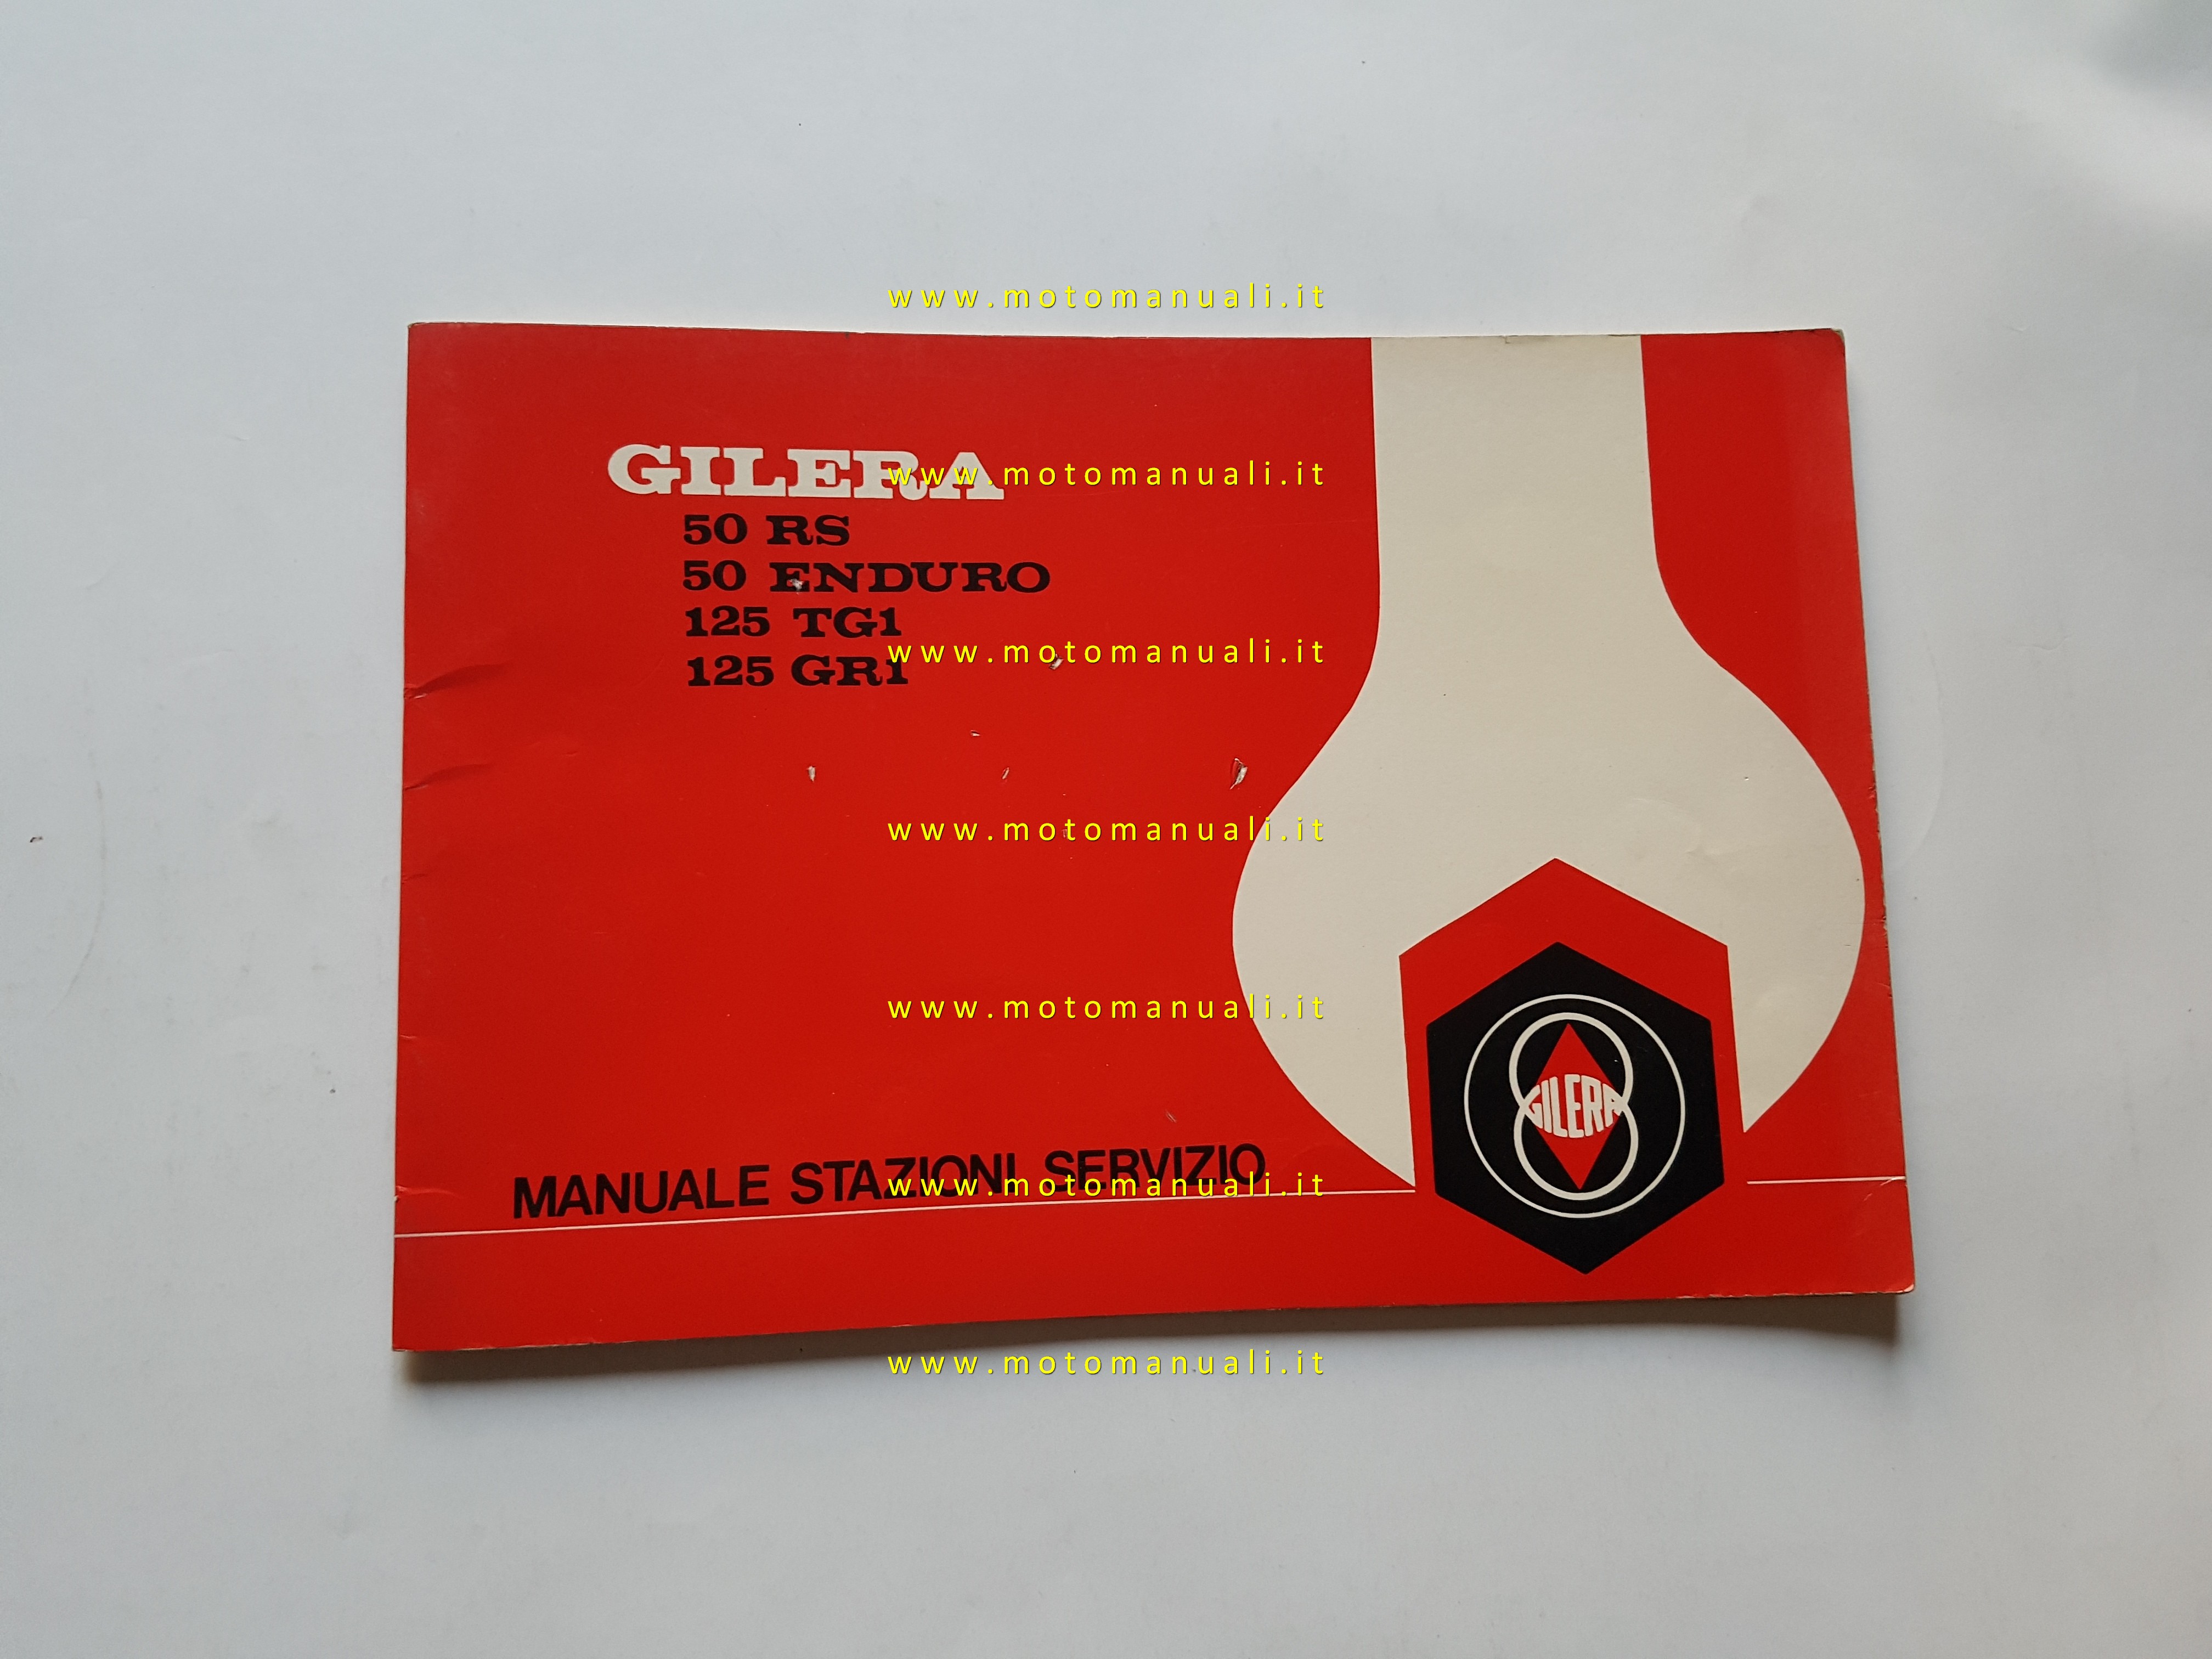 www.motomanuali.it
GILERA
www.motomanuali.it
50 RS
50 ENDURO
125 TG1
125 GR1
www.motomanuali.it
www.motomanuali.it
www.motomanuali.it
GILERA
MANUALE STAZIONI SERVIZIO
www.motomanuali.it
www.motomanuali.it